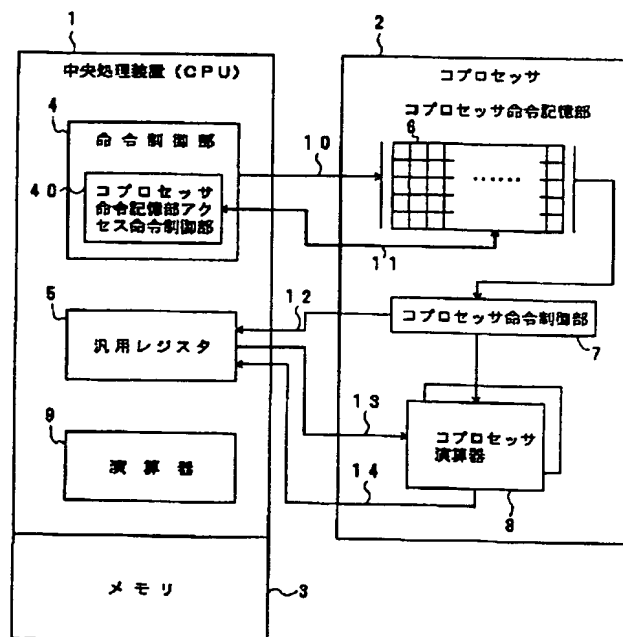 1
中央処理装置(CPU)
4
命令制御部
40
コプロセッサ
命令記憶部アク
セス命令制御部
5
汎用レジスタ
9
演算器
メモリ
3
10
11
12
13
14
2
コプロセッサ
コプロセッサ命令記憶部
6
……
コプロセッサ命令制御部
7
コプロセッサ
演算器
8